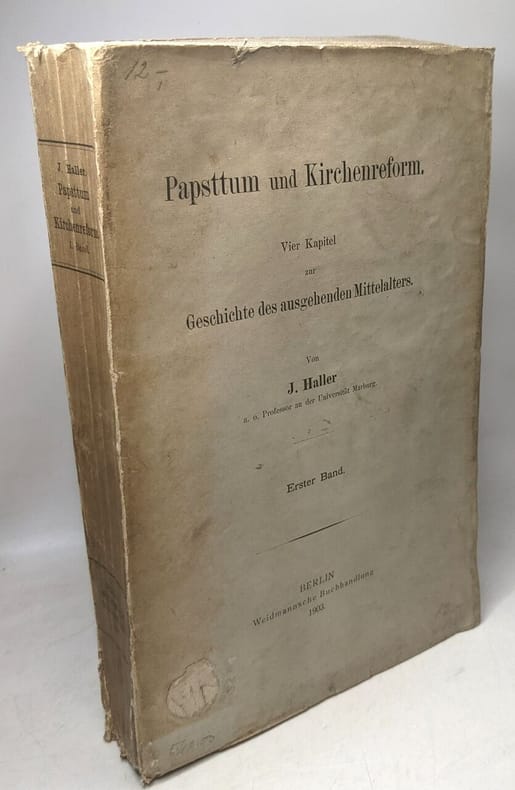 12,-
Papsttum und Kirchenreform.
Vier Kapitel
zur
Geschichte des ausgehenden Mittelalters.
Von
J. Haller
a. o. Professor an der Universität Marburg.
Erster Band.
BERLIN
Weidmannsche Buchhandlung
1903.
J. Haller.
Papsttum
und
Kirchenreform
I. Band.